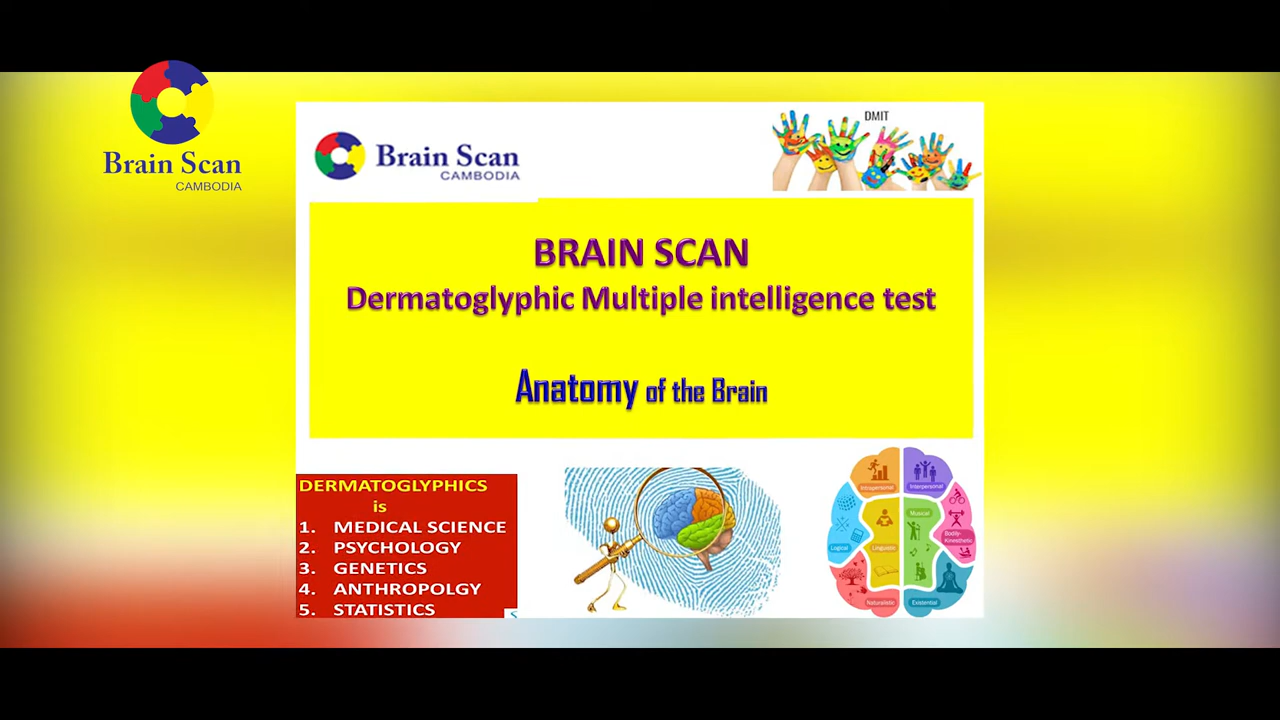 Brain Scan
CAMBODIA
Brain Scan
CAMBODIA
DMIT
BRAIN SCAN
Dermatoglyphic Multiple intelligence test
Anatomy of the Brain
DERMATOGLYPHICS
is
1. MEDICAL SCIENCE
2. PSYCHOLOGY
3. GENETICS
4. ANTHROPOLGY
5. STATISTICS
Intrapersonal
Interpersonal
Musical
Bodily-
Kinesthetic
Logical
Linguistic
Naturalistic
Existential